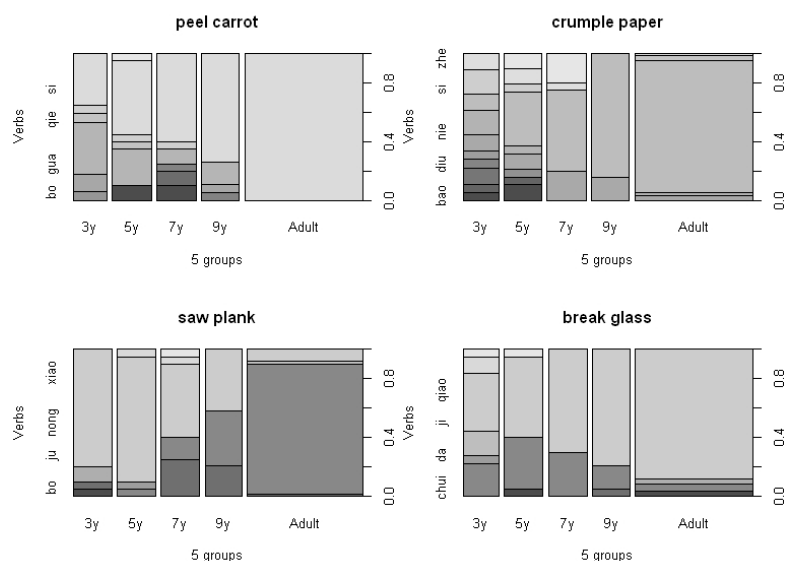 peel carrot
Verbs
bo gua qie si
0.0 0.4 0.8
3y 5y 7y 9y Adult
5 groups
crumple paper
Verbs
bao diu nie si zhe
0.0 0.4 0.8
3y 5y 7y 9y Adult
5 groups
saw plank
Verbs
bo ju nong xiao
0.0 0.4 0.8
3y 5y 7y 9y Adult
5 groups
break glass
Verbs
chui da ji qiao
0.0 0.4 0.8
3y 5y 7y 9y Adult
5 groups